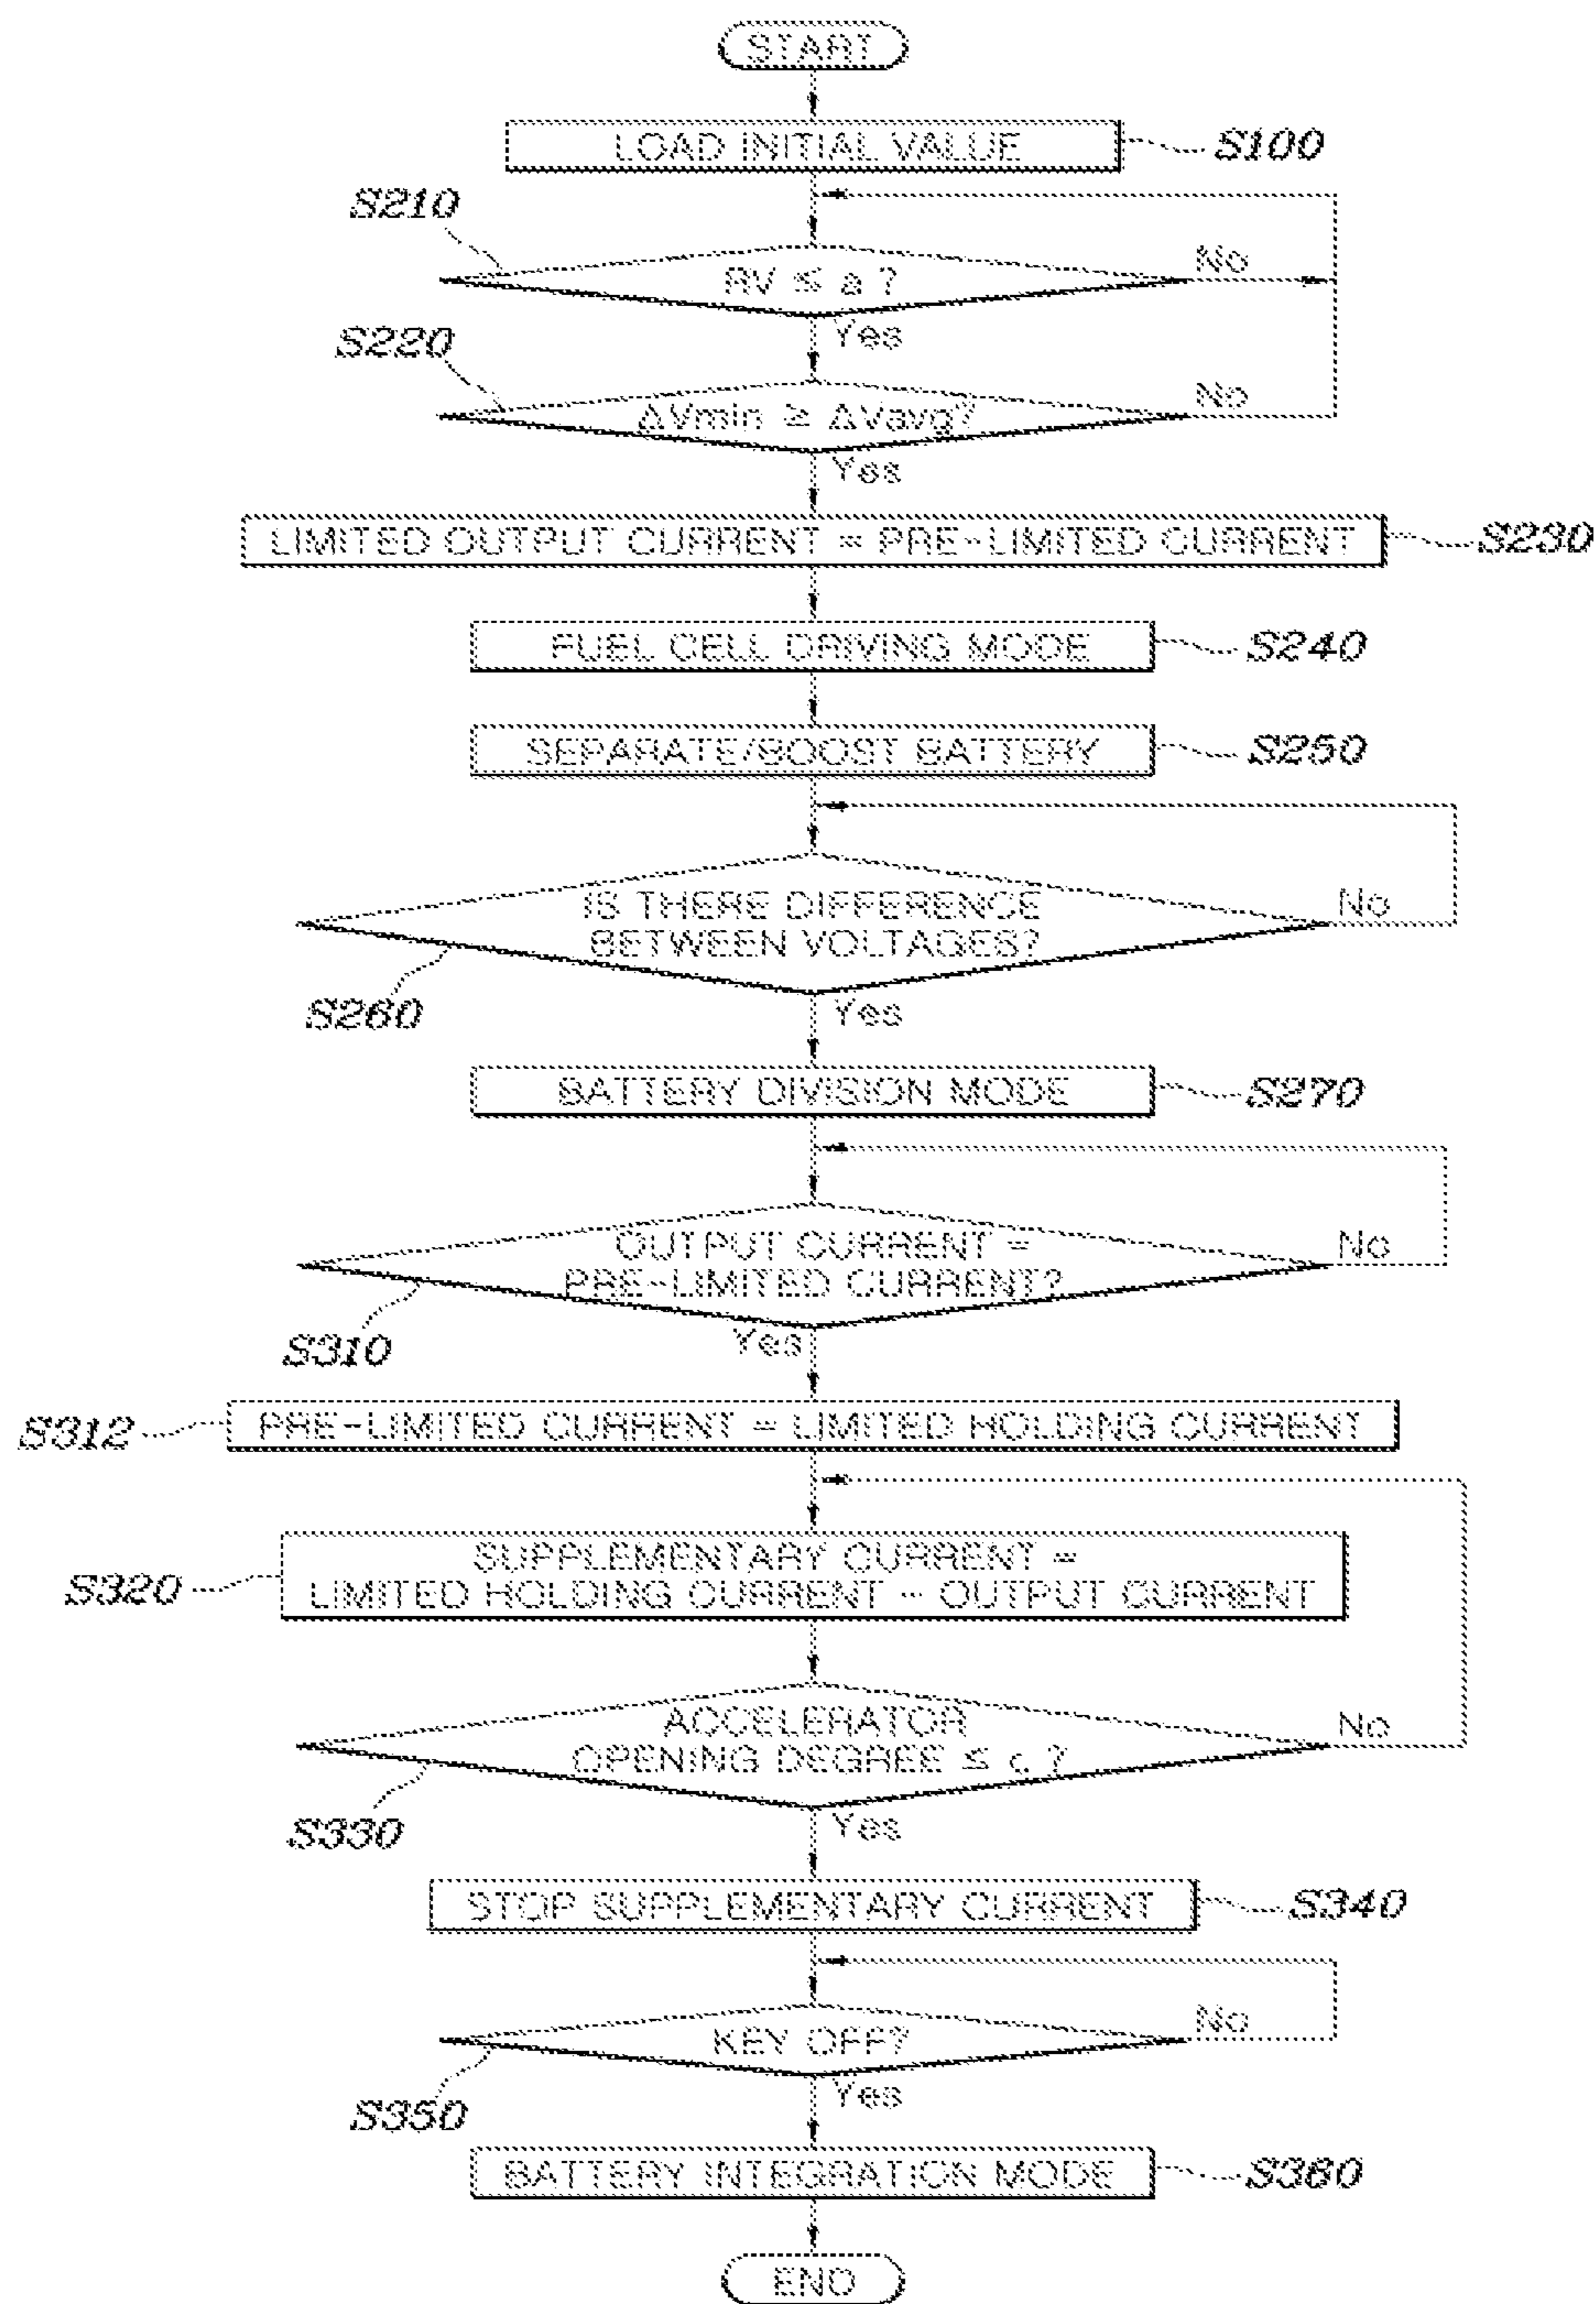 START
LOAD INITIAL VALUE
S100
S210
RV ≤ a ?
No
Yes
S220
ΔVmin ≥ ΔVavg?
No
Yes
LIMITED OUTPUT CURRENT = PRE-LIMITED CURRENT
S230
FUEL CELL DRIVING MODE
S240
SEPARATE/BOOST BATTERY
S250
IS THERE DIFFERENCE
BETWEEN VOLTAGES?
No
S260
Yes
BATTERY DIVISION MODE
S270
OUTPUT CURRENT =
PRE-LIMITED CURRENT?
No
S310
Yes
S312
PRE-LIMITED CURRENT = LIMITED HOLDING CURRENT
S320
SUPPLEMENTARY CURRENT =
LIMITED HOLDING CURRENT - OUTPUT CURRENT
ACCELERATOR
OPENING DEGREE ≤ c ?
No
S330
Yes
STOP SUPPLEMENTARY CURRENT
S340
KEY OFF?
No
S350
Yes
BATTERY INTEGRATION MODE
S360
END